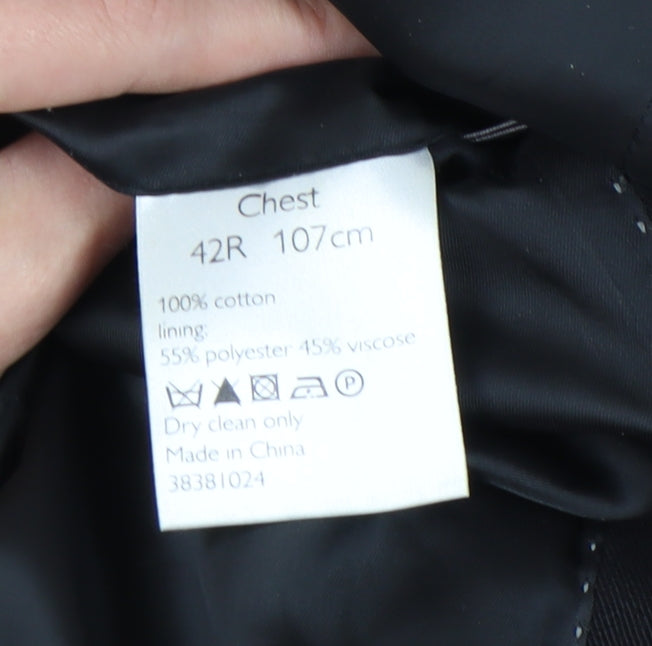 Chest
42R 107cm
100% cotton
lining:
55% polyester 45% viscose
P
Dry clean only
Made in China
38381024